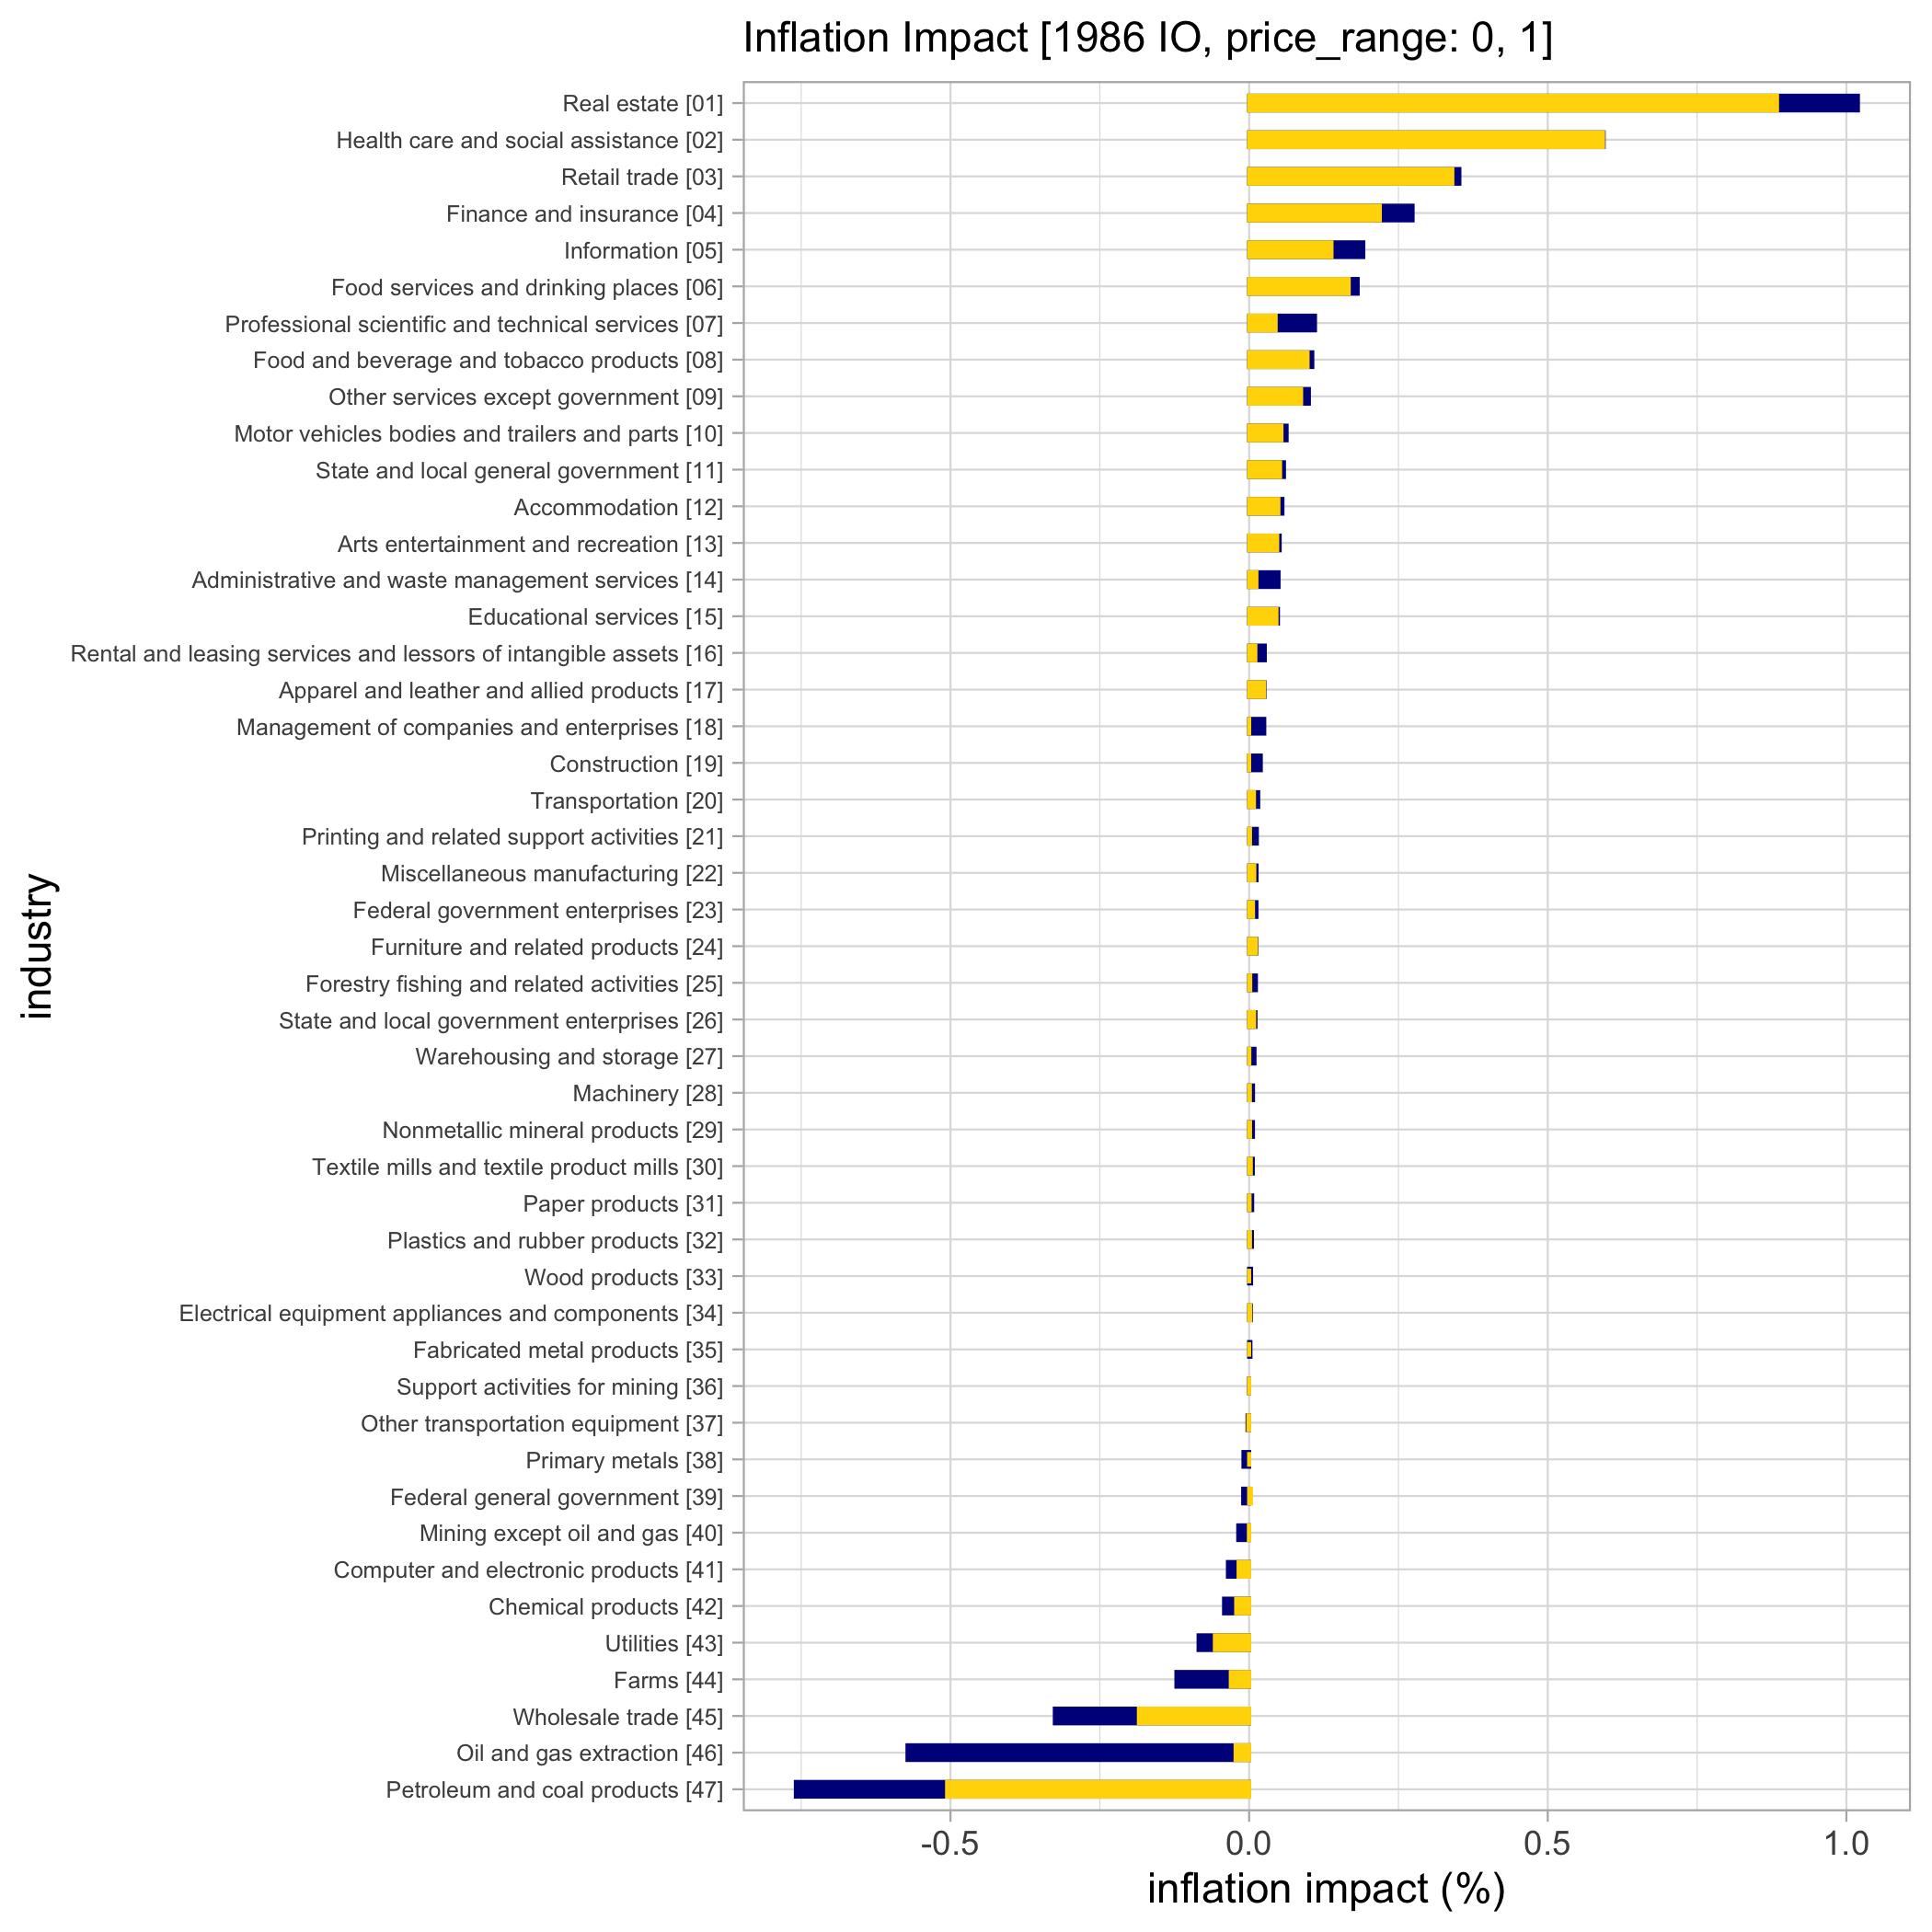 Inflation Impact [1986 IO, price_range: 0, 1]
industry
Real estate [01]
Health care and social assistance [02]
Retail trade [03]
Finance and insurance [04]
Information [05]
Food services and drinking places [06]
Professional scientific and technical services [07]
Food and beverage and tobacco products [08]
Other services except government [09]
Motor vehicles bodies and trailers and parts [10]
State and local general government [11]
Accommodation [12]
Arts entertainment and recreation [13]
Administrative and waste management services [14]
Educational services [15]
Rental and leasing services and lessors of intangible assets [16]
Apparel and leather and allied products [17]
Management of companies and enterprises [18]
Construction [19]
Transportation [20]
Printing and related support activities [21]
Miscellaneous manufacturing [22]
Federal government enterprises [23]
Furniture and related products [24]
Forestry fishing and related activities [25]
State and local government enterprises [26]
Warehousing and storage [27]
Machinery [28]
Nonmetallic mineral products [29]
Textile mills and textile product mills [30]
Paper products [31]
Plastics and rubber products [32]
Wood products [33]
Electrical equipment appliances and components [34]
Fabricated metal products [35]
Support activities for mining [36]
Other transportation equipment [37]
Primary metals [38]
Federal general government [39]
Mining except oil and gas [40]
Computer and electronic products [41]
Chemical products [42]
Utilities [43]
Farms [44]
Wholesale trade [45]
Oil and gas extraction [46]
Petroleum and coal products [47]
-0.5 0.0 0.5 1.0
inflation impact (%)